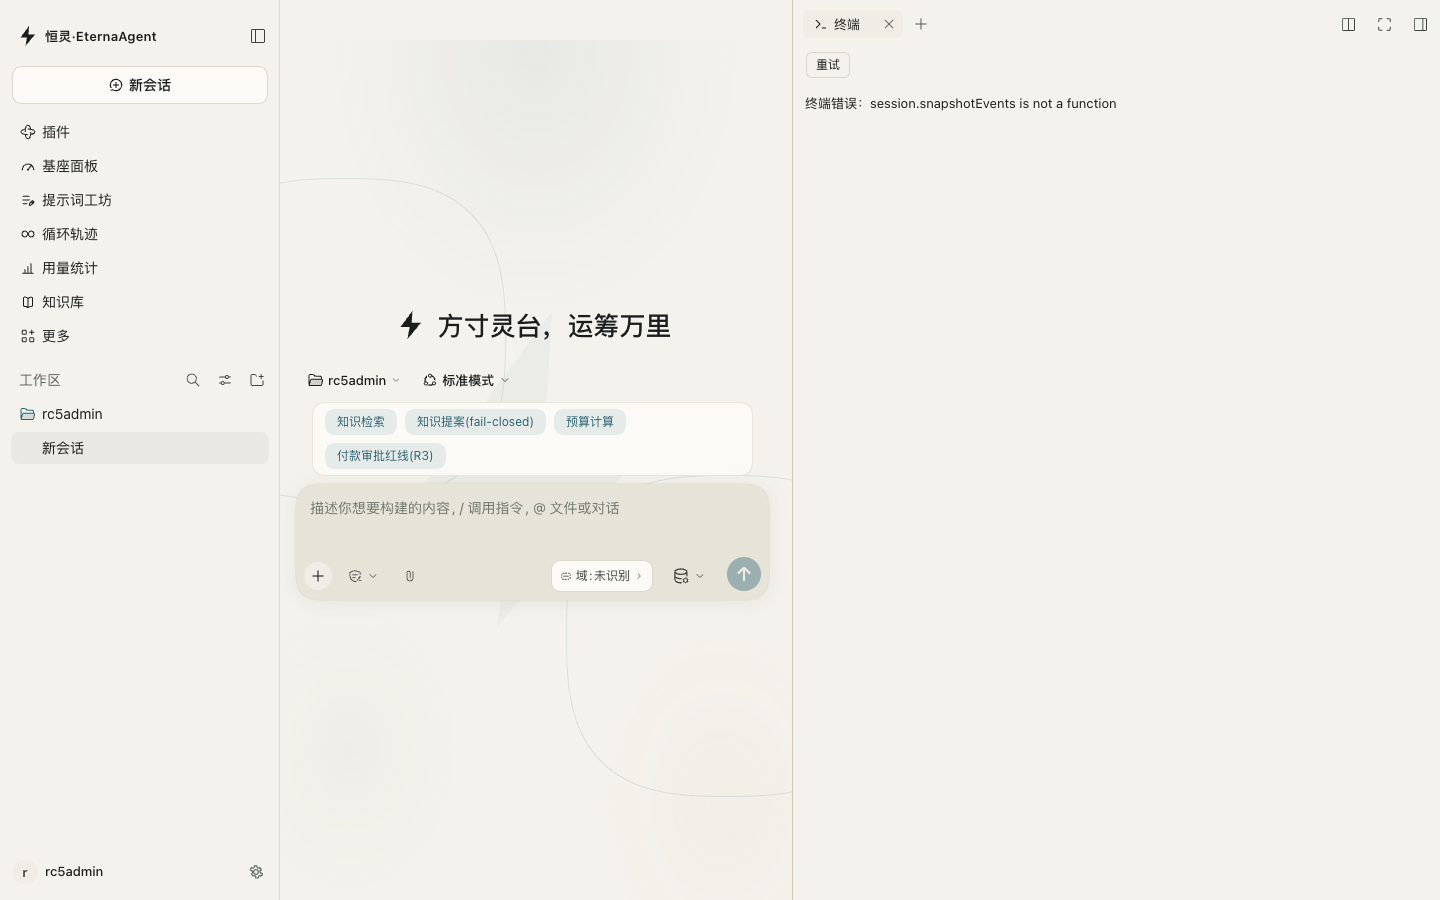 恒灵·EternaAgent
新会话
插件
基座面板
提示词工坊
循环轨迹
用量统计
知识库
更多
工作区
rc5admin
新会话
r rc5admin
方寸灵台，运筹万里
rc5admin 标准模式
知识检索 知识提案(fail-closed) 预算计算
付款审批红线(R3)
描述你想要构建的内容, / 调用指令, @ 文件或对话
域:未识别
终端
重试
终端错误：session.snapshotEvents is not a function